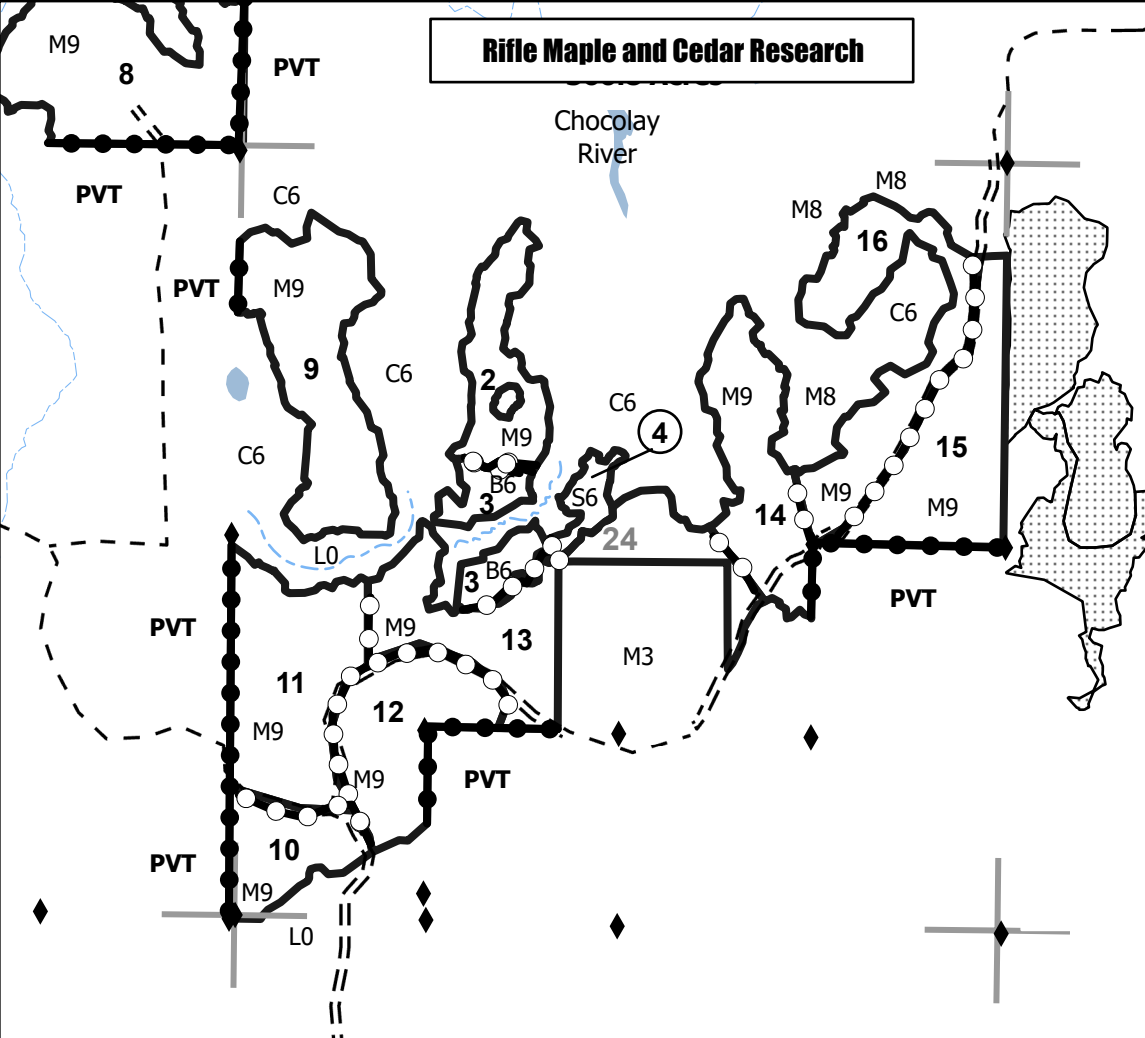 Rifle Maple and Cedar Research
Chocolay
River
M9
8
PVT
PVT
C6
M8
M8
16
PVT
M9
C6
9
C6
2
C6
M9
M8
4
M9
15
C6
B6
3
S6
M9
M9
14
24
L0
B6
3
PVT
PVT
M9
13
M3
11
12
M9
M9
PVT
10
PVT
M9
L0